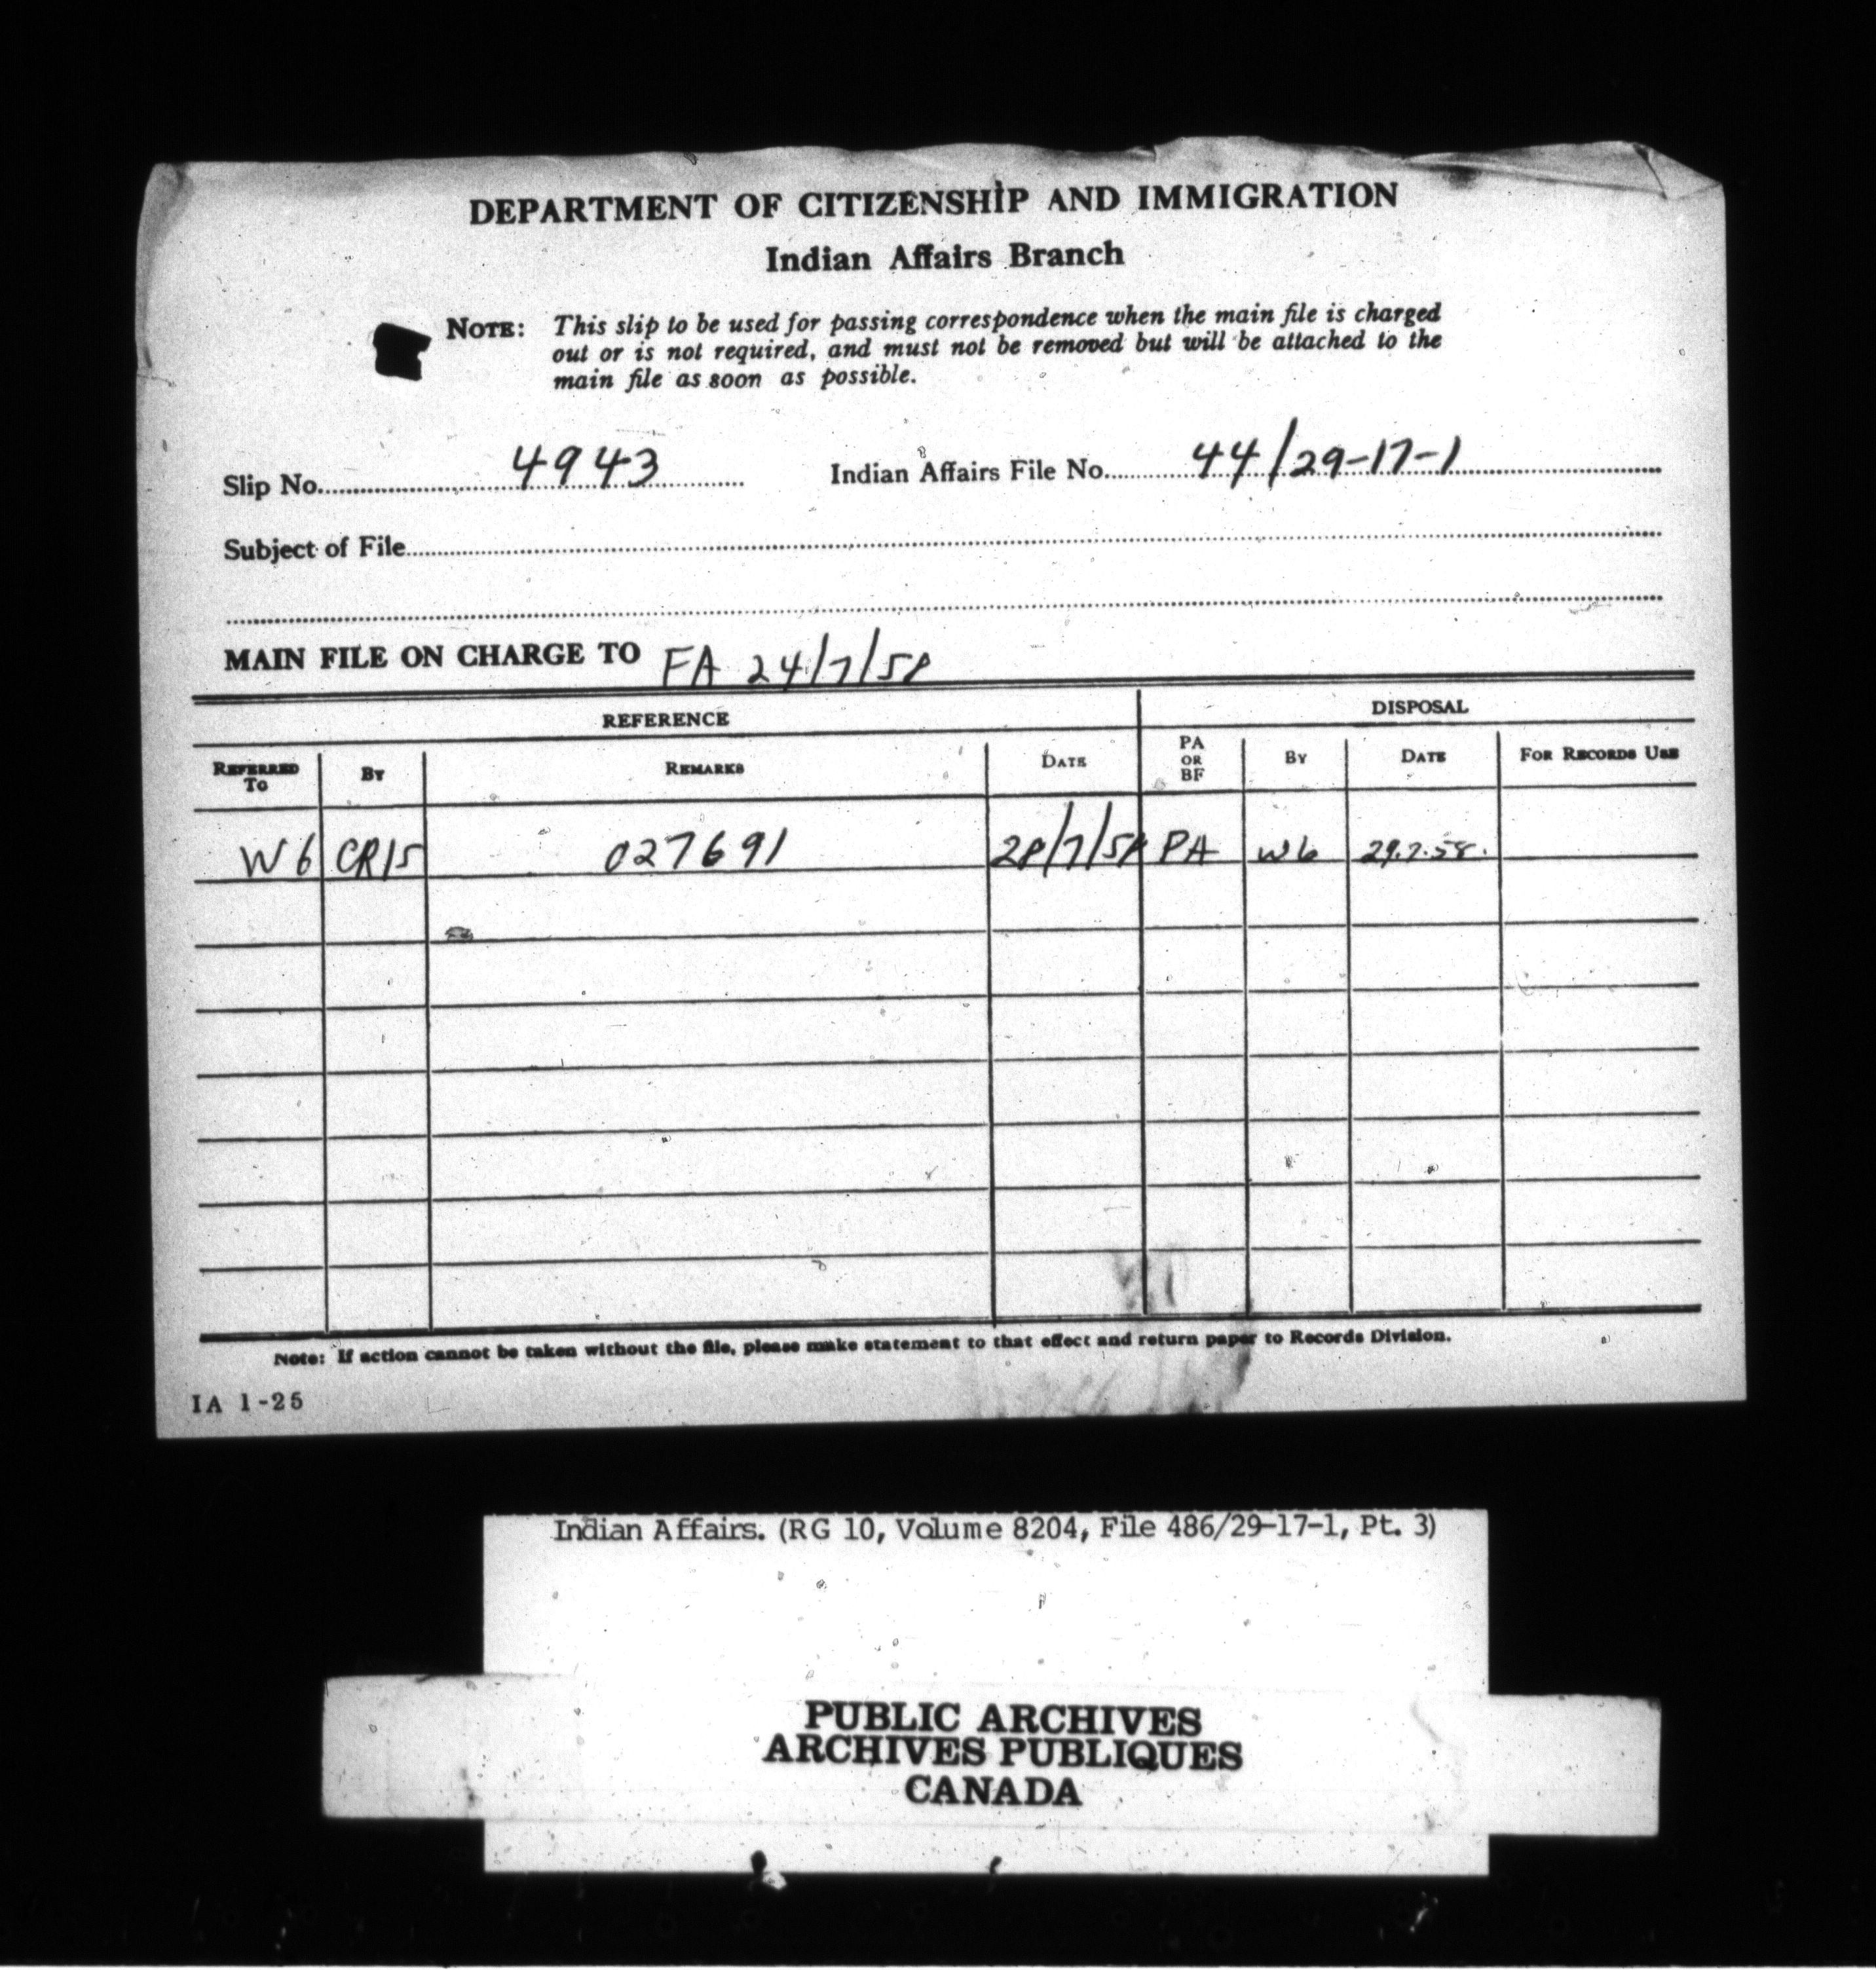 DEPARTMENT OF CITIZENSHIP AND IMMIGRATION
Indian Affairs Branch
NOTE: This slip to be used for passing correspondence when the main file is charged
out or is not required, and must not be removed but will be attached to the
main file as soon as possible.
Slip No. 4943 Indian Affairs File No. 44/29-17-1
Subject of File
MAIN FILE ON CHARGE TO FA 24/7/58
REFERENCE DISPOSAL
REFERRED TO BY REMARKS DATE PA OR BF BY DATE FOR RECORDS USE
W6 CR15 027691 28/7/58 PA W6 29.7.58.
Note: If action cannot be taken without the file, please make statement to that effect and return paper to Records Division.
IA 1-25
Indian Affairs. (RG 10, Volume 8204, File 486/29-17-1, Pt. 3)
PUBLIC ARCHIVES
ARCHIVES PUBLIQUES
CANADA